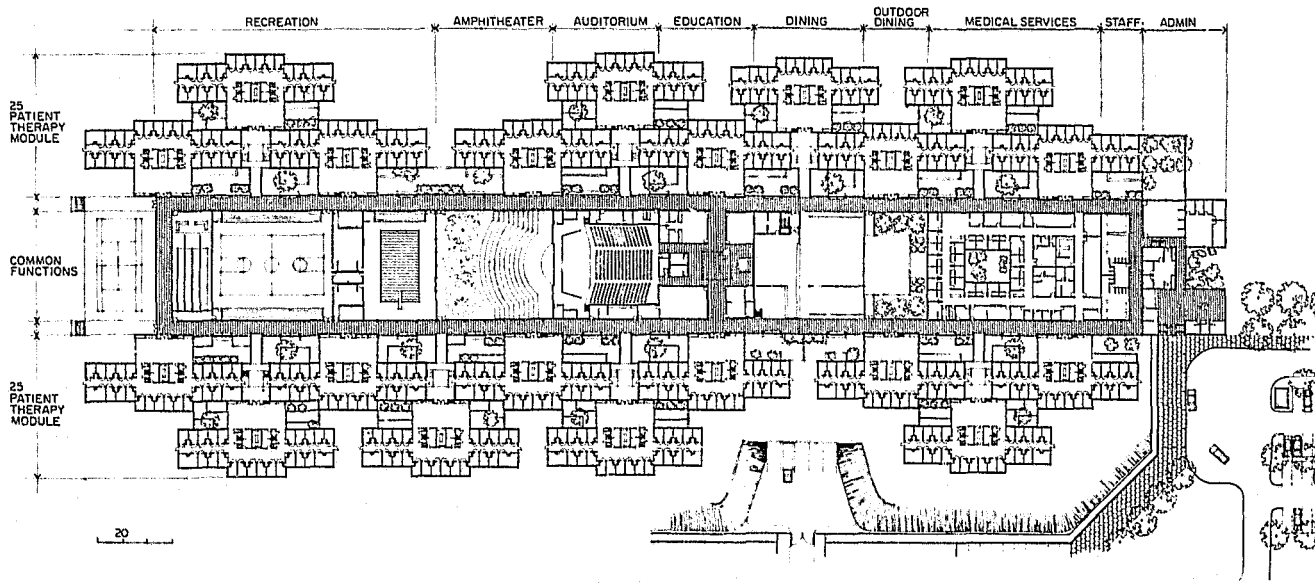 RECREATION
AMPHITHEATER
AUDITORIUM
EDUCATION
DINING
OUTDOOR
DINING
MEDICAL SERVICES
STAFF
ADMIN
25
PATIENT
THERAPY
MODULE
COMMON
FUNCTIONS
25
PATIENT
THERAPY
MODULE
20